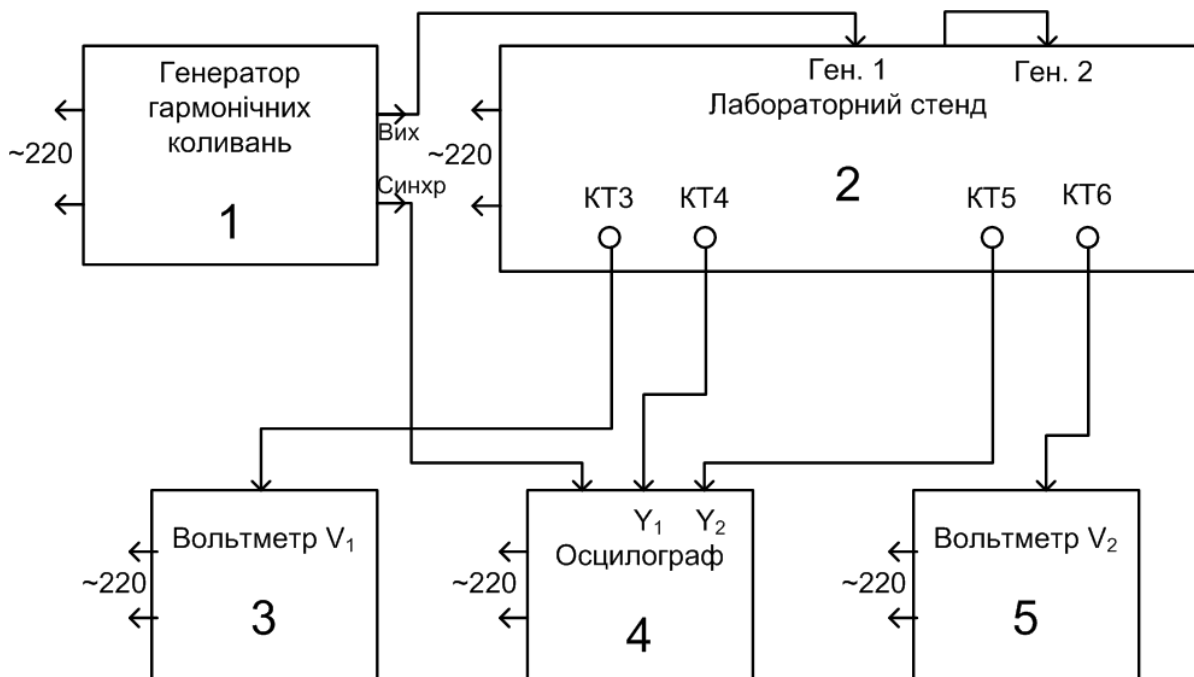 Генератор
гармонічних
коливань
1
~220
Вих
Синхр
Ген. 1
Ген. 2
Лабораторний стенд
2
~220
КТ3
КТ4
КТ5
КТ6
Вольтметр V₁
3
~220
Y₁
Y₂
Осцилограф
4
~220
Вольтметр V₂
5
~220